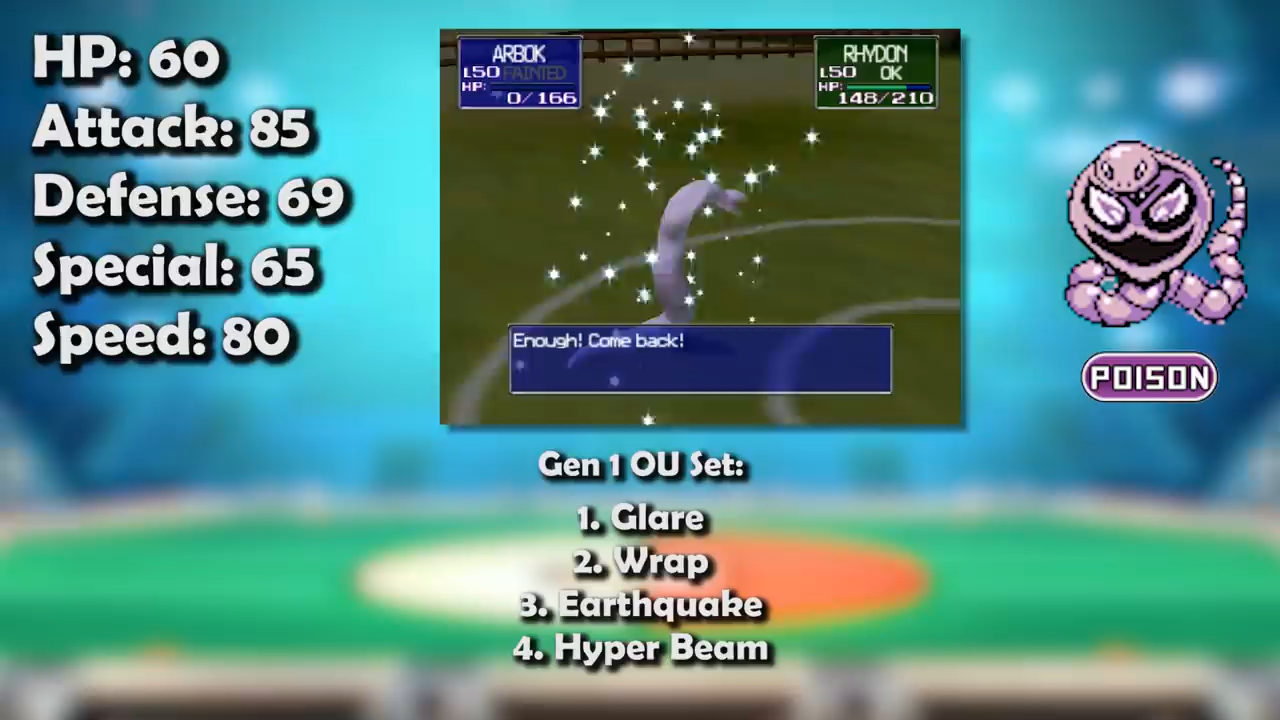 HP: 60
Attack: 85
Defense: 69
Special: 65
Speed: 80
ARBOK
L50 FAINTED
HP:
0/166
RHYDON
L50 OK
HP:
148/210
Enough! Come back!
POISON
Gen 1 OU Set:
1. Glare
2. Wrap
3. Earthquake
4. Hyper Beam